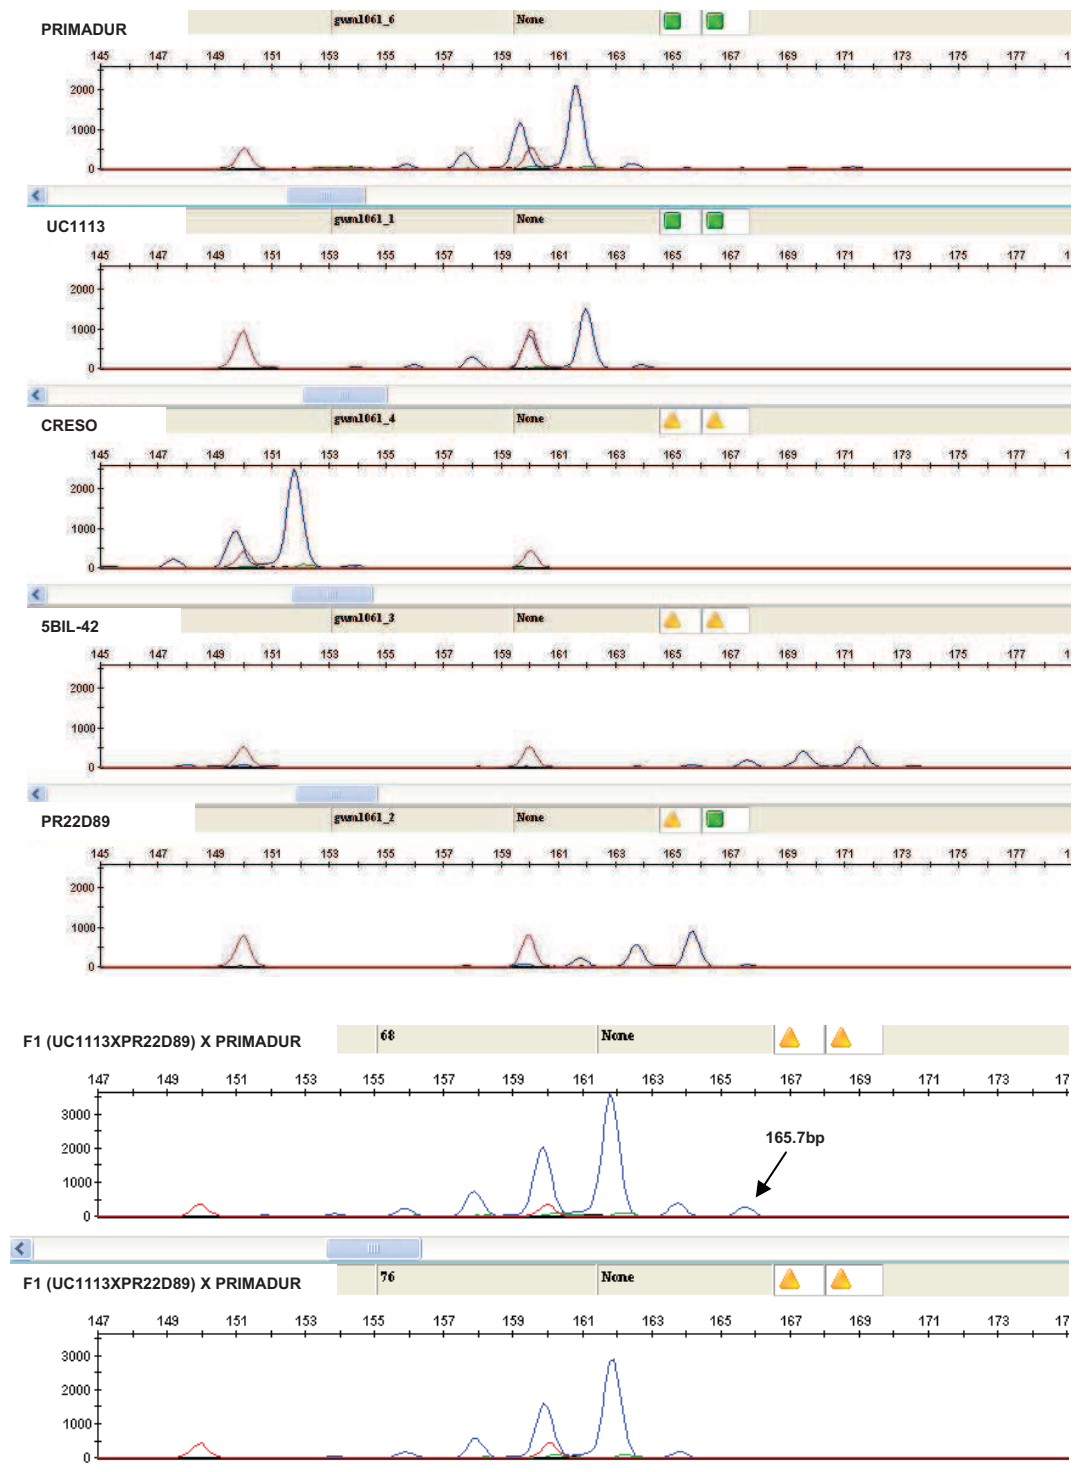 PRIMADUR gwm1061_6 None
145 147 149 151 153 155 157 159 161 163 165 167 169 171 173 175 177 1
2000
1000
0
UC1113 gwm1061_1 None
145 147 149 151 153 155 157 159 161 163 165 167 169 171 173 175 177 1
2000
1000
0
CRESO gwm1061_4 None
145 147 149 151 153 155 157 159 161 163 165 167 169 171 173 175 177 1
2000
1000
0
5BIL-42 gwm1061_3 None
145 147 149 151 153 155 157 159 161 163 165 167 169 171 173 175 177 1
2000
1000
0
PR22D89 gwm1061_2 None
145 147 149 151 153 155 157 159 161 163 165 167 169 171 173 175 177 1
2000
1000
0
F1 (UC1113XPR22D89) X PRIMADUR 68 None
147 149 151 153 155 157 159 161 163 165 167 169 171 173 17
3000
165.7bp
2000
1000
0
F1 (UC1113XPR22D89) X PRIMADUR 76 None
147 149 151 153 155 157 159 161 163 165 167 169 171 173 17
3000
2000
1000
0